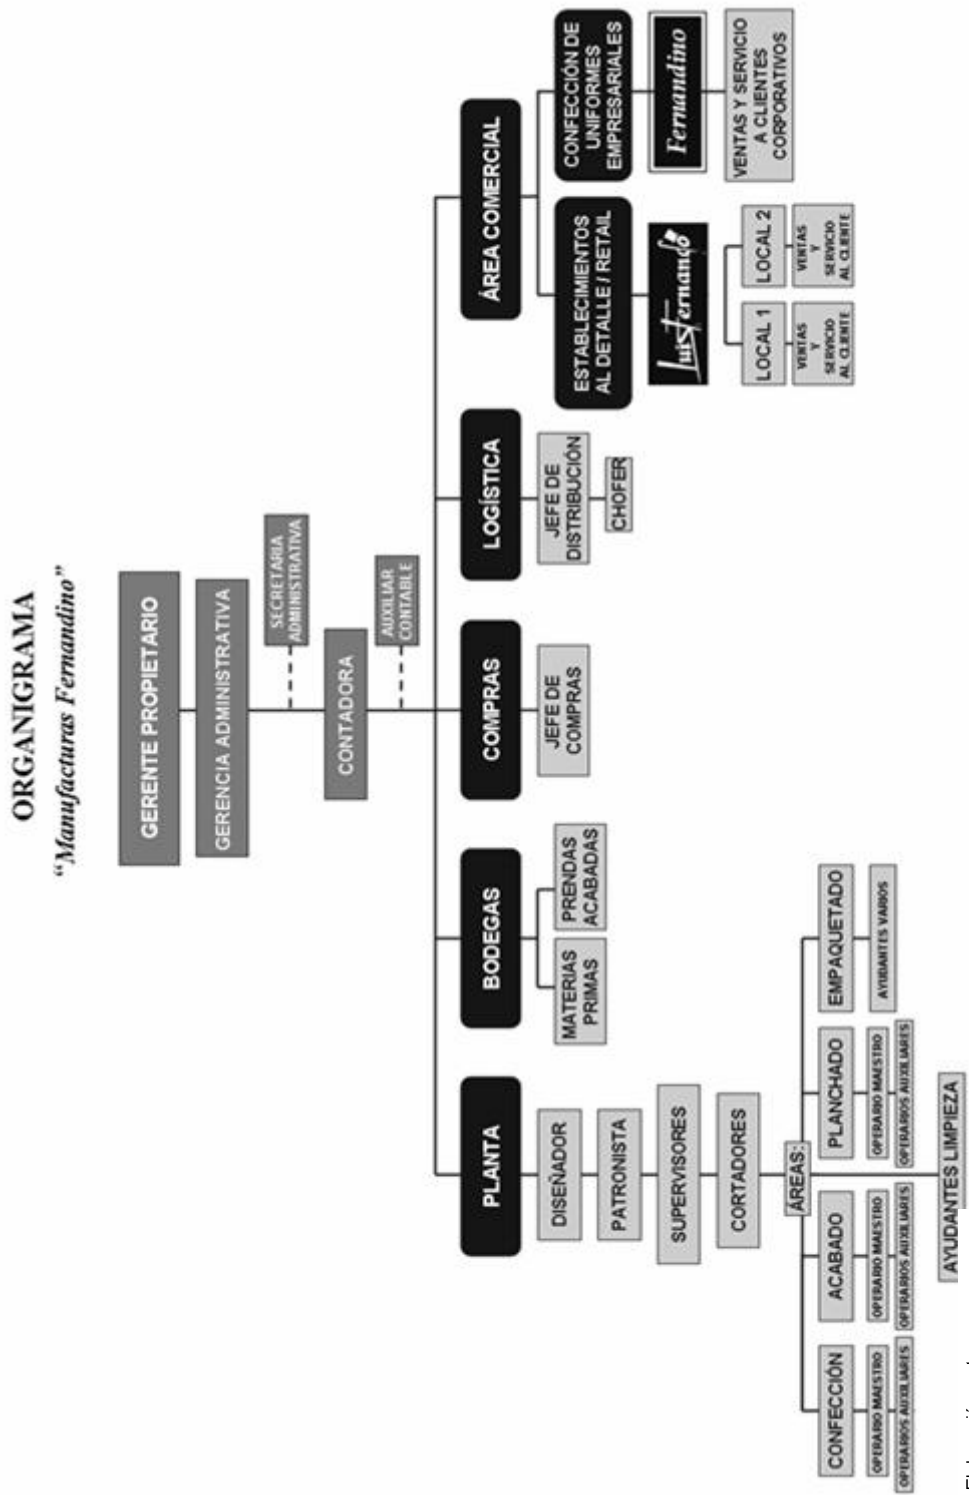 ORGANIGRAMA
“Manufacturas Fernandino”
GERENTE PROPIETARIO
GERENCIA ADMINISTRATIVA
SECRETARIA
ADMINISTRATIVA
CONTADORA
AUXILIAR
CONTABLE
PLANTA
BODEGAS
COMPRAS
LOGÍSTICA
ÁREA COMERCIAL
DISEÑADOR
PATRONISTA
SUPERVISORES
CORTADORES
ÁREAS:
CONFECCIÓN
OPERARIO MAESTRO
OPERARIOS AUXILIARES
ACABADO
OPERARIO MAESTRO
OPERARIOS AUXILIARES
PLANCHADO
OPERARIO MAESTRO
OPERARIOS AUXILIARES
EMPAQUETADO
AYUDANTES VARIOS
AYUDANTES LIMPIEZA
MATERIAS
PRIMAS
PRENDAS
ACABADAS
JEFE DE
COMPRAS
JEFE DE
DISTRIBUCIÓN
CHOFER
ESTABLECIMIENTOS
AL DETALLE / RETAIL
Luis Fernando
LOCAL 1
VENTAS
Y
SERVICIO
AL CLIENTE
LOCAL 2
VENTAS
Y
SERVICIO
AL CLIENTE
CONFECCIÓN DE
UNIFORMES
EMPRESARIALES
Fernandino
VENTAS Y SERVICIO
A CLIENTES
CORPORATIVOS